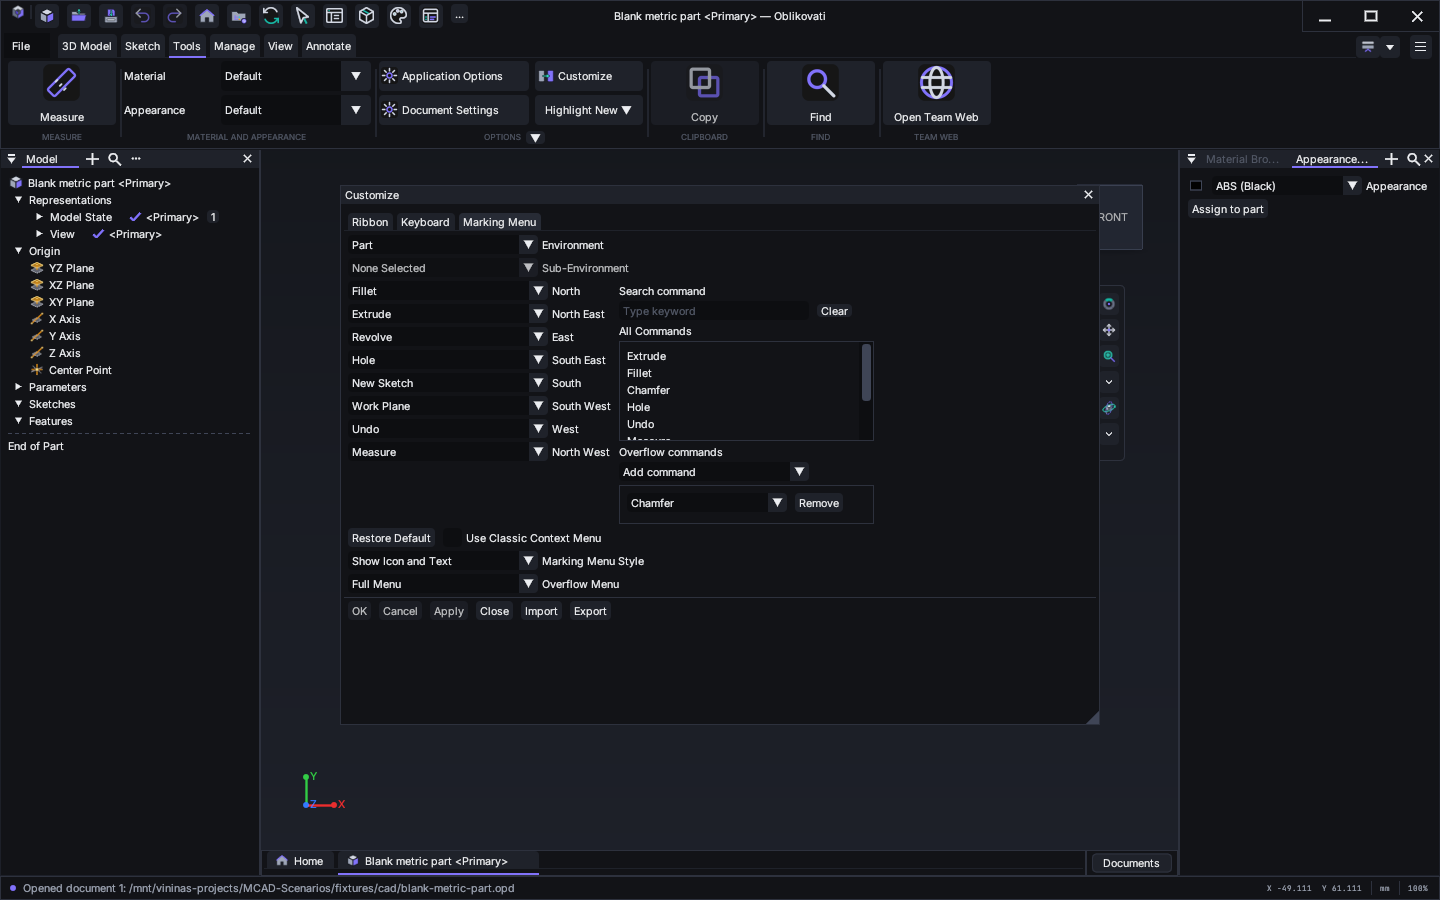 Blank metric part <Primary> — Oblikovati
File
3D Model
Sketch
Tools
Manage
View
Annotate
Measure
MEASURE
Material
Default
Appearance
Default
MATERIAL AND APPEARANCE
Application Options
Customize
Document Settings
Highlight New
OPTIONS
Copy
CLIPBOARD
Find
FIND
Open Team Web
TEAM WEB
Model
Blank metric part <Primary>
Representations
Model State
<Primary>
1
View
<Primary>
Origin
YZ Plane
XZ Plane
XY Plane
X Axis
Y Axis
Z Axis
Center Point
Parameters
Sketches
Features
End of Part
Customize
Ribbon
Keyboard
Marking Menu
Part
Environment
None Selected
Sub-Environment
Fillet
North
Extrude
North East
Revolve
East
Hole
South East
New Sketch
South
Work Plane
South West
Undo
West
Measure
North West
Search command
Type keyword
Clear
All Commands
Extrude
Fillet
Chamfer
Hole
Undo
Measure
Overflow commands
Add command
Chamfer
Remove
Restore Default
Use Classic Context Menu
Show Icon and Text
Marking Menu Style
Full Menu
Overflow Menu
OK
Cancel
Apply
Close
Import
Export
RONT
Material Bro...
Appearance...
ABS (Black)
Appearance
Assign to part
Y
Z
X
Home
Blank metric part <Primary>
Documents
Opened document 1: /mnt/vininas-projects/MCAD-Scenarios/fixtures/cad/blank-metric-part.opd
X -49.111
Y 61.111
mm
100%